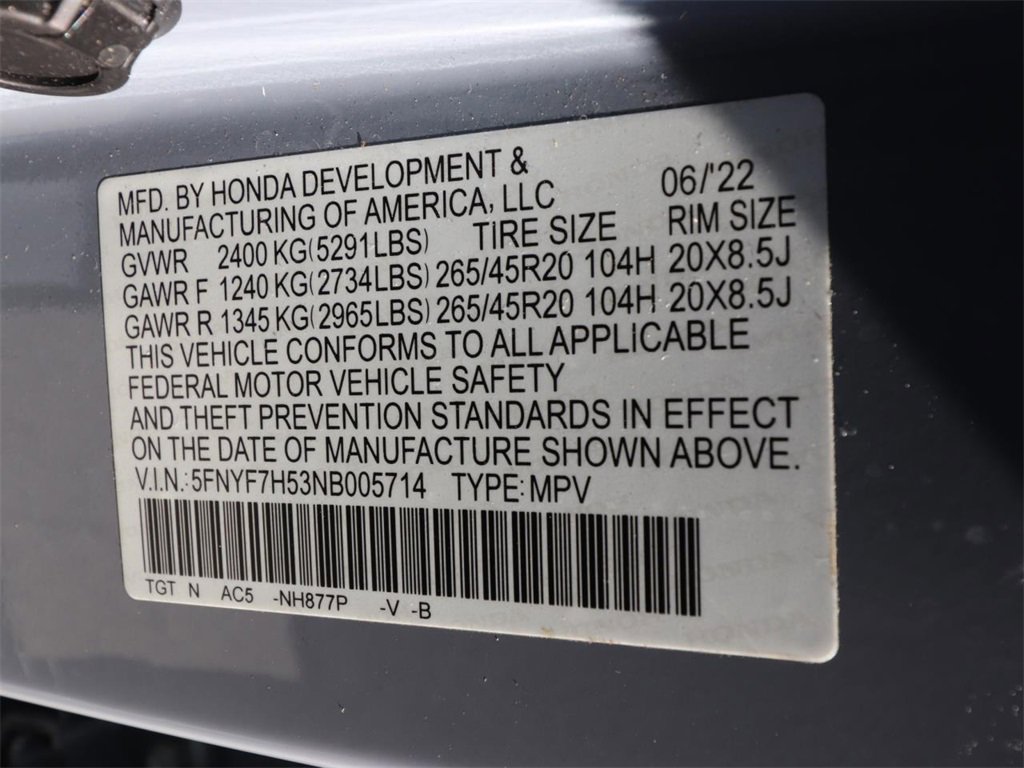 MFD. BY HONDA DEVELOPMENT &
MANUFACTURING OF AMERICA, LLC 06/'22
GVWR 2400 KG(5291LBS) TIRE SIZE RIM SIZE
GAWR F 1240 KG(2734LBS) 265/45R20 104H 20X8.5J
GAWR R 1345 KG(2965LBS) 265/45R20 104H 20X8.5J
THIS VEHICLE CONFORMS TO ALL APPLICABLE
FEDERAL MOTOR VEHICLE SAFETY
AND THEFT PREVENTION STANDARDS IN EFFECT
ON THE DATE OF MANUFACTURE SHOWN ABOVE.
V.I.N.: 5FNYF7H53NB005714 TYPE: MPV
TGT N AC5 -NH877P -V -B